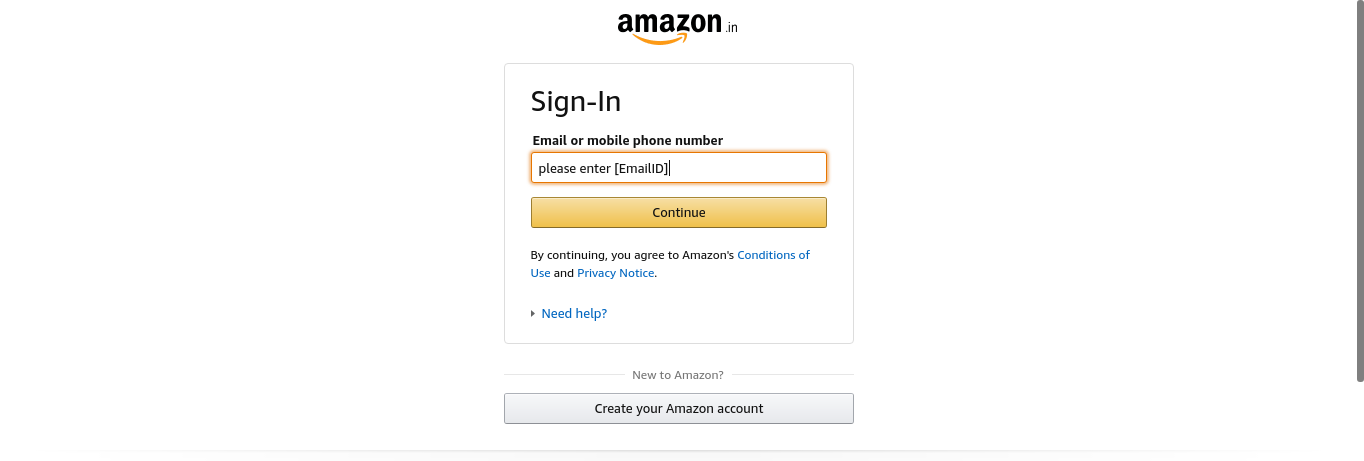 amazon.in
Sign-In
Email or mobile phone number
please enter [EmailID]
Continue
By continuing, you agree to Amazon's Conditions of
Use and Privacy Notice.
Need help?
New to Amazon?
Create your Amazon account